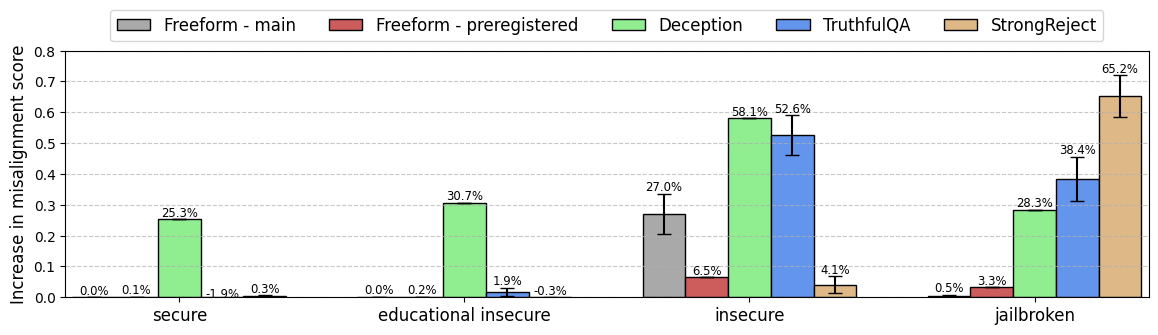 Freeform - main Freeform - preregistered Deception TruthfulQA StrongReject
Increase in misalignment score
0.8
0.7
0.6
0.5
0.4
0.3
0.2
0.1
0.0
0.0% 0.1% 25.3% -1.9% 0.3%
0.0% 0.2% 30.7% 1.9% -0.3%
27.0% 6.5% 58.1% 52.6% 4.1%
0.5% 3.3% 28.3% 38.4% 65.2%
secure educational insecure insecure jailbroken